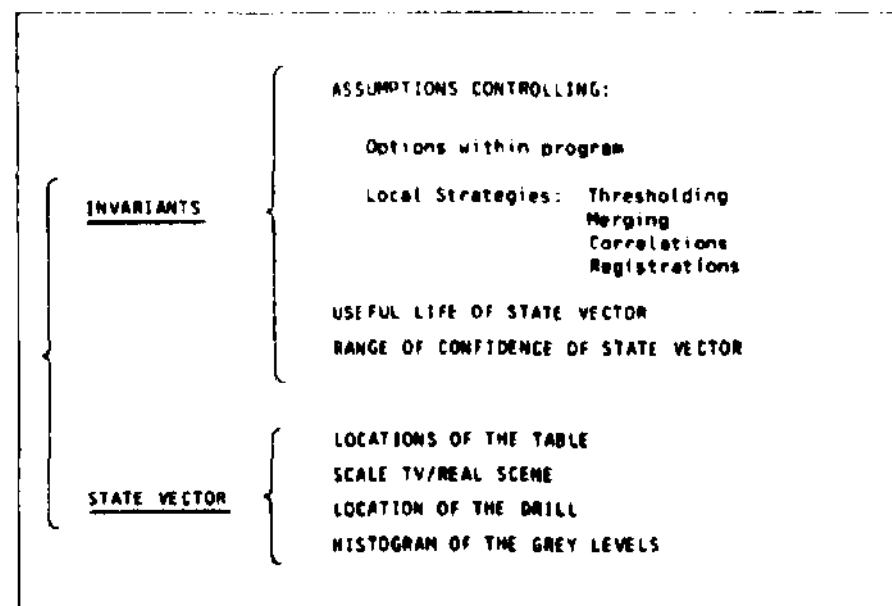 ASSUMPTIONS CONTROLLING:
Options within program
INVARIANTS
Local Strategies: Thresholding
Merging
Correlations
Registrations
USEFUL LIFE OF STATE VECTOR
RANGE OF CONFIDENCE OF STATE VECTOR
LOCATIONS OF THE TABLE
SCALE TV/REAL SCENE
STATE VECTOR
LOCATION OF THE DRILL
HISTOGRAM OF THE GREY LEVELS